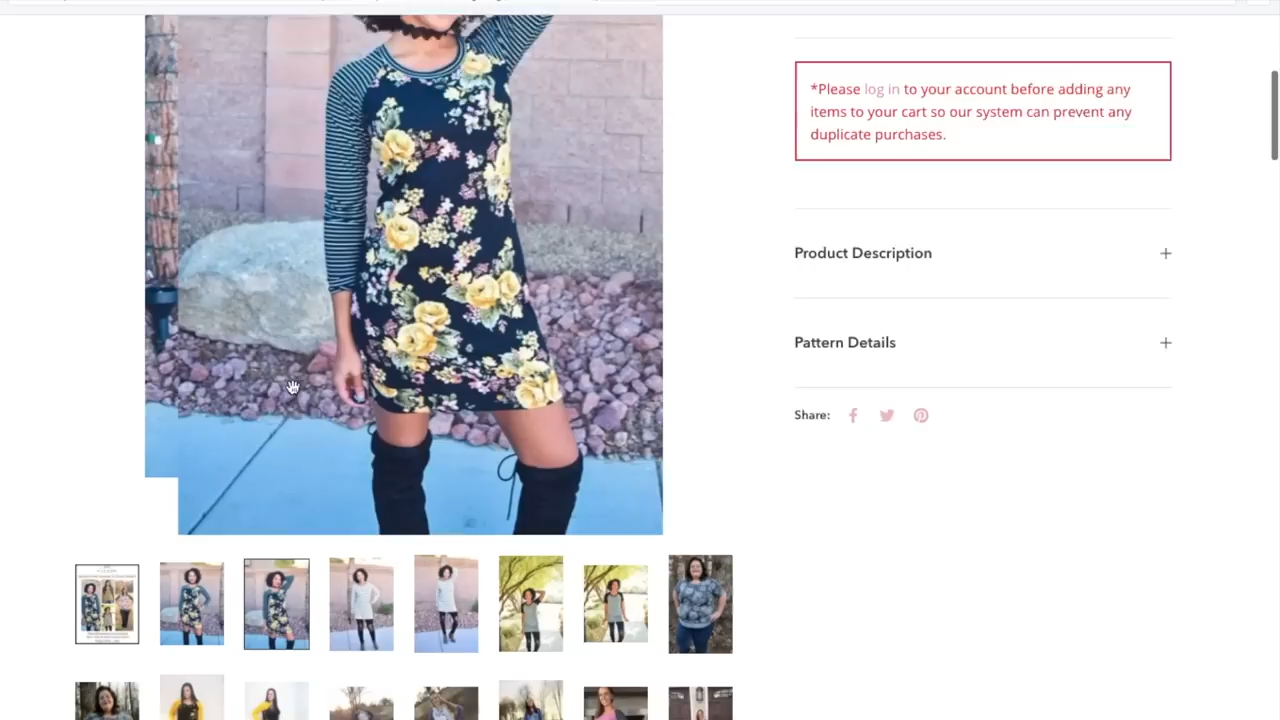 *Please log in to your account before adding any
items to your cart so our system can prevent any
duplicate purchases.
Product Description
Pattern Details
Share: